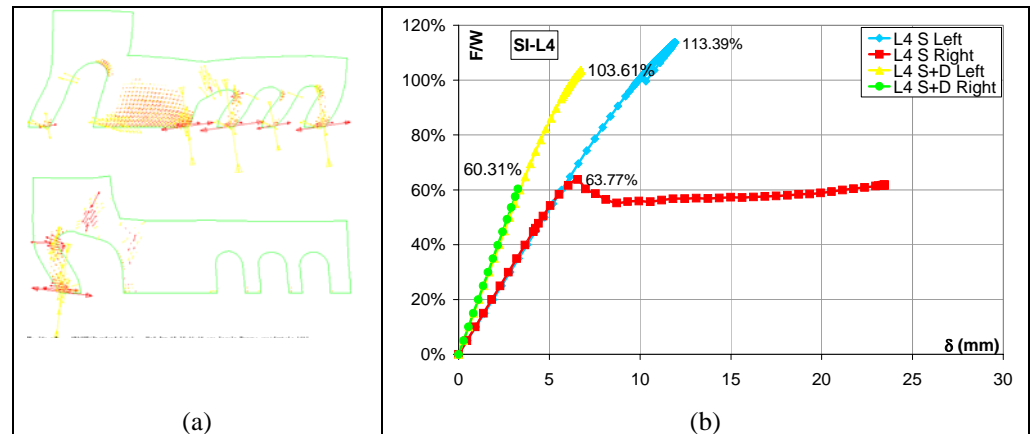 120%
100%
80%
60%
40%
20%
0%
F/W
SI-L4
113.39%
103.61%
60.31%
63.77%
L4 S Left
L4 S Right
L4 S+D Left
L4 S+D Right
δ (mm)
0 5 10 15 20 25 30
(a) (b)